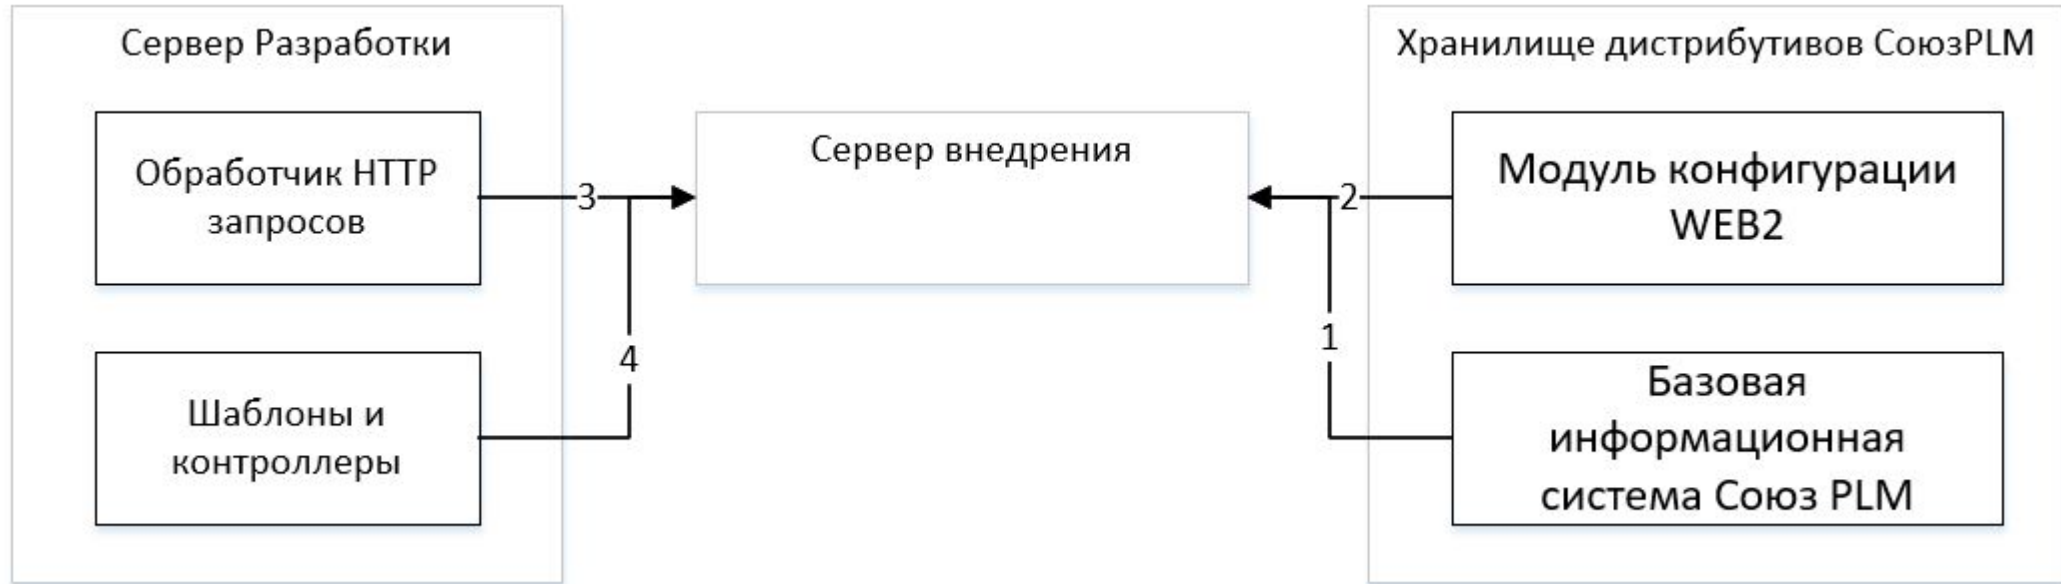 Сервер Разработки
Обработчик HTTP
запросов
3
4
Шаблоны и
контроллеры
Сервер внедрения
Хранилище дистрибутивов СоюзPLM
2
Модуль конфигурации
WEB2
1
Базовая
информационная
система Союз PLM